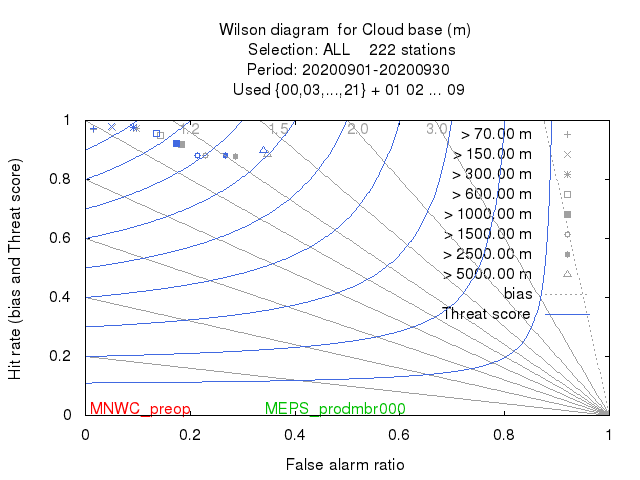 Wilson diagram  for Cloud base (m)
Selection: ALL    222 stations
Period: 20200901-20200930
Used {00,03,...,21} + 01 02 ... 09
Hit rate (bias and Threat score)
1
0.8
0.6
0.4
0.2
0
1.2
1.5
2.0
3.0
> 70.00 m
> 150.00 m
> 300.00 m
> 600.00 m
> 1000.00 m
> 1500.00 m
> 2500.00 m
> 5000.00 m
bias
Threat score
MNWC_preop
MEPS_prodmbr000
0 0.2 0.4 0.6 0.8 1
False alarm ratio